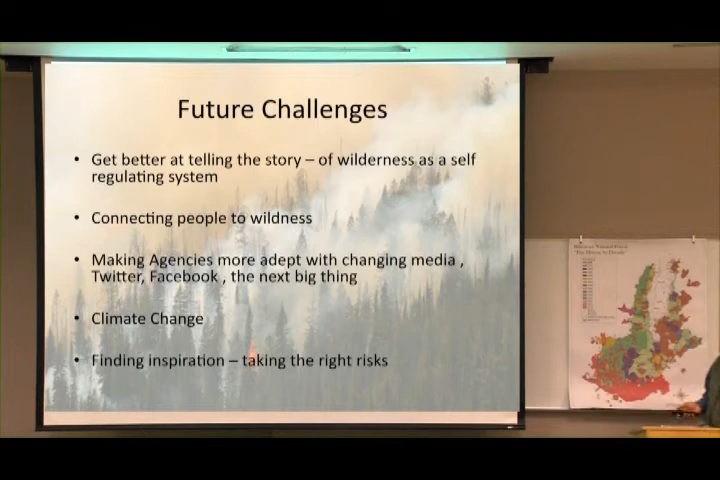 Future Challenges
• Get better at telling the story – of wilderness as a self
regulating system
• Connecting people to wildness
• Making Agencies more adept with changing media ,
Twitter, Facebook , the next big thing
• Climate Change
• Finding inspiration – taking the right risks